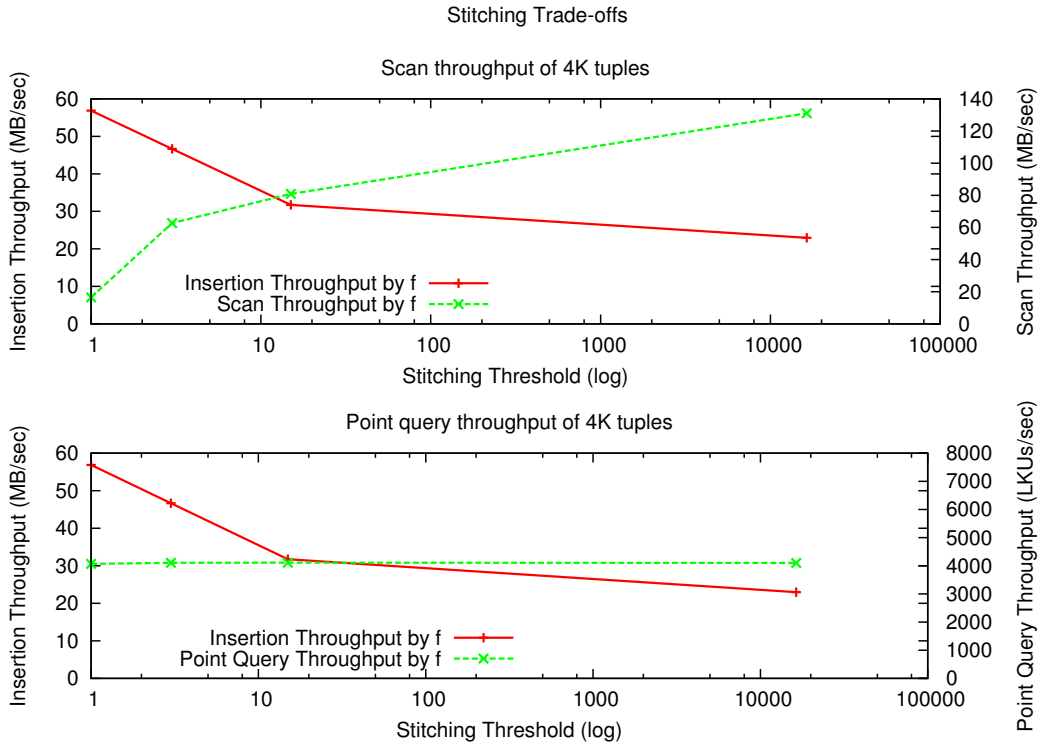 Stitching Trade-offs
Scan throughput of 4K tuples
Insertion Throughput (MB/sec)
60
50
40
30
20
10
0
Insertion Throughput by f
Scan Throughput by f
140
120
100
80
60
40
20
0
Scan Throughput (MB/sec)
1 10 100 1000 10000 100000
Stitching Threshold (log)
Point query throughput of 4K tuples
Insertion Throughput (MB/sec)
60
50
40
30
20
10
0
Insertion Throughput by f
Point Query Throughput by f
8000
7000
6000
5000
4000
3000
2000
1000
0
Point Query Throughput (LKUs/sec)
1 10 100 1000 10000 100000
Stitching Threshold (log)